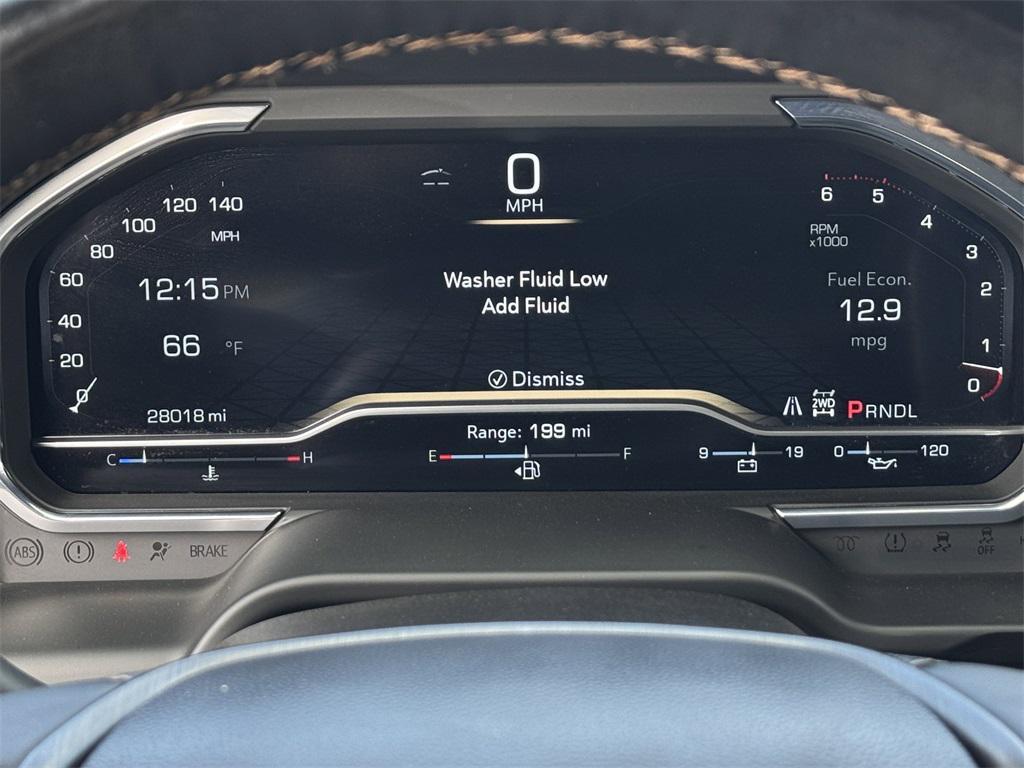 0
MPH
120 140
100
MPH
80
60
12:15 PM
40
66 °F
20
0
28018 mi
Washer Fluid Low
Add Fluid
Dismiss
6 5
4
RPM
x1000
3
Fuel Econ.
2
12.9
mpg
1
0
2WD
PRNDL
Range: 199 mi
C H
E F
9 19
0 120
ABS
BRAKE
OFF